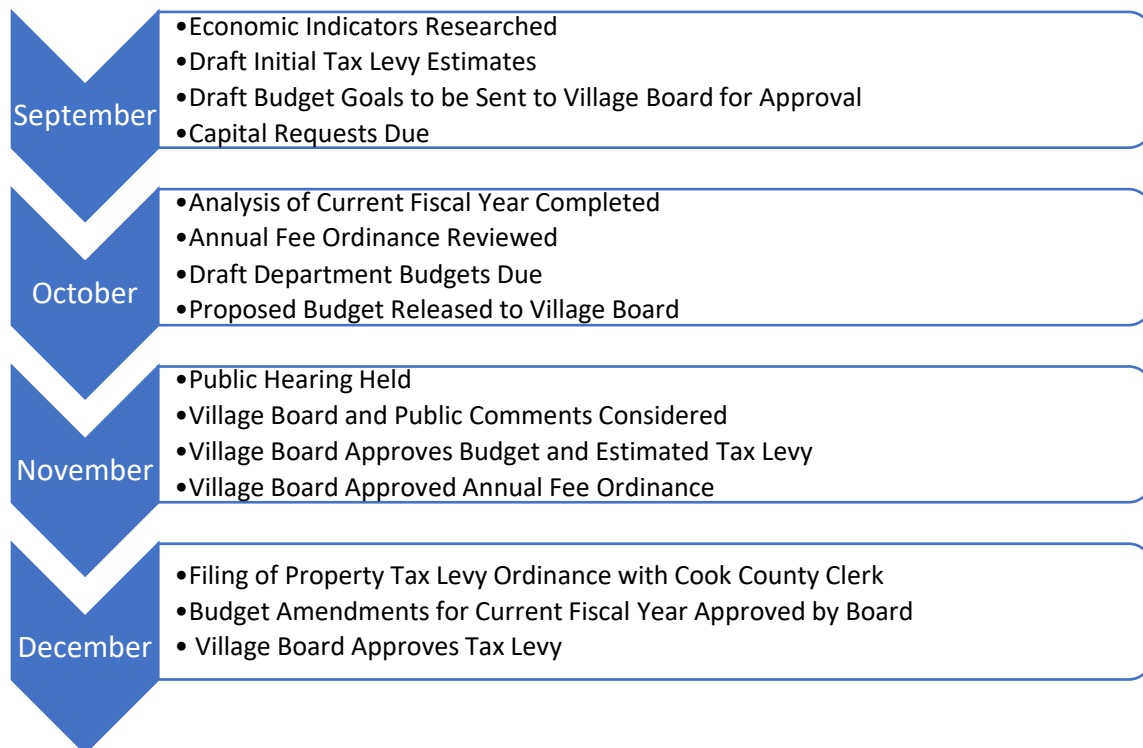 September
•Economic Indicators Researched
•Draft Initial Tax Levy Estimates
•Draft Budget Goals to be Sent to Village Board for Approval
•Capital Requests Due
October
•Analysis of Current Fiscal Year Completed
•Annual Fee Ordinance Reviewed
•Draft Department Budgets Due
•Proposed Budget Released to Village Board
November
•Public Hearing Held
•Village Board and Public Comments Considered
•Village Board Approves Budget and Estimated Tax Levy
•Village Board Approved Annual Fee Ordinance
December
•Filing of Property Tax Levy Ordinance with Cook County Clerk
•Budget Amendments for Current Fiscal Year Approved by Board
• Village Board Approves Tax Levy